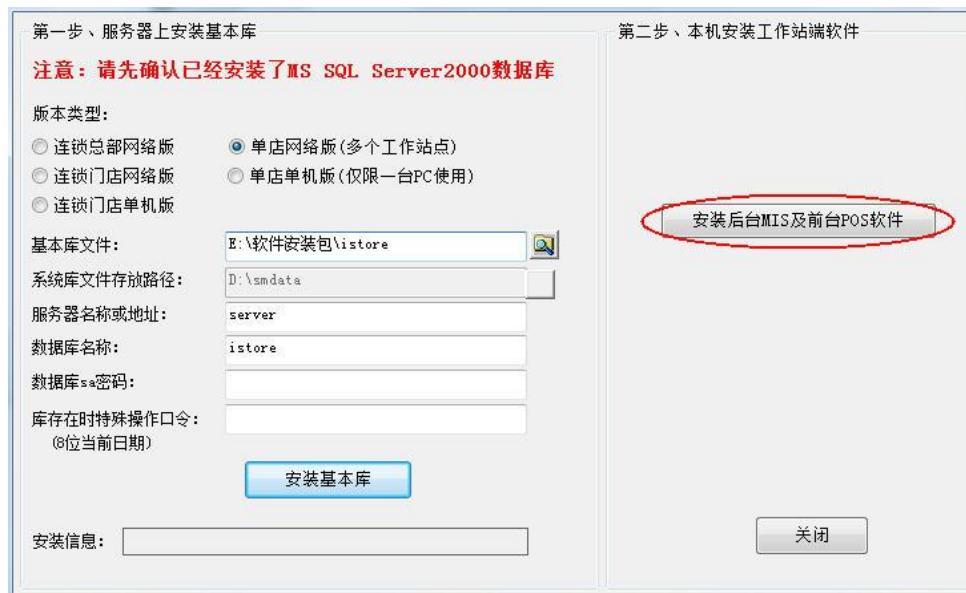 第一步、服务器上安装基本库
注意：请先确认已经安装了MS SQL Server2000数据库
版本类型：
连锁总部网络版
单店网络版(多个工作站点)
连锁门店网络版
单店单机版(仅限一台PC使用)
连锁门店单机版
基本库文件：
E:\软件安装包\istore
系统库文件存放路径：
D:\smdata
服务器名称或地址：
server
数据库名称：
istore
数据库sa密码：
库存在时特殊操作口令：
(8位当前日期)
安装基本库
安装信息：
第二步、本机安装工作站端软件
安装后台MIS及前台POS软件
关闭